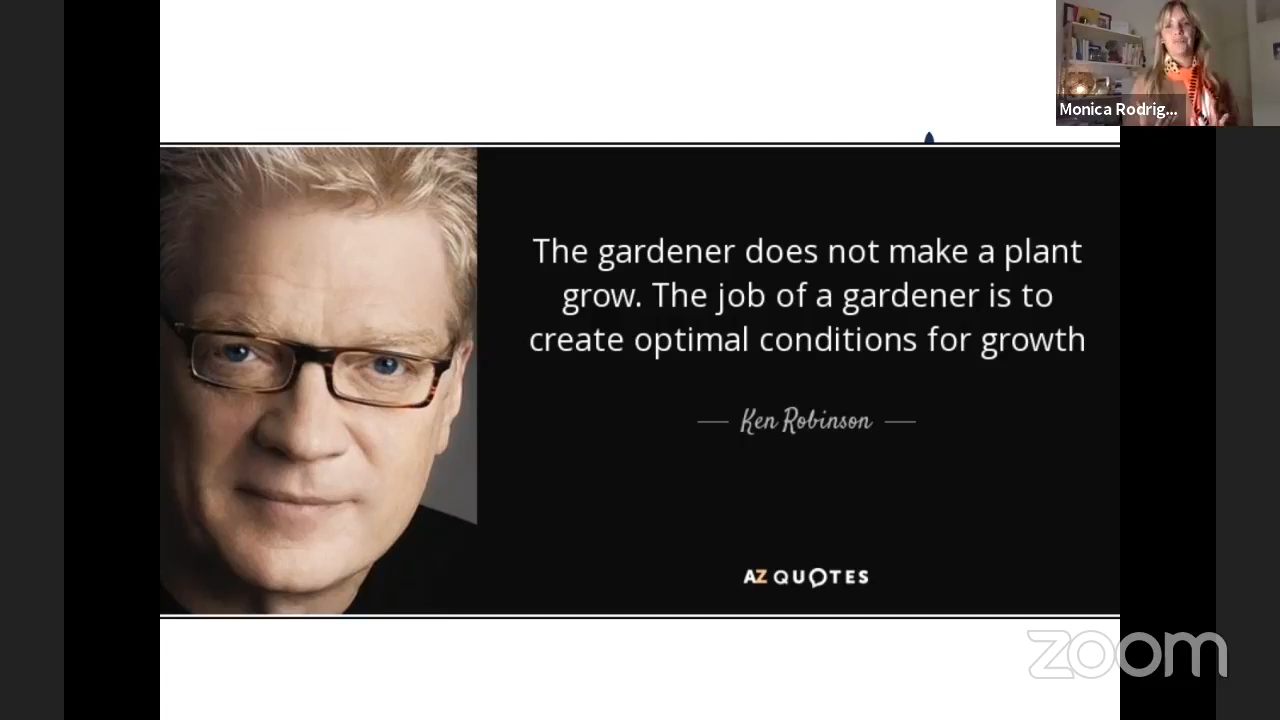 Monica Rodrig...
The gardener does not make a plant
grow. The job of a gardener is to
create optimal conditions for growth
Ken Robinson
AZ QUOTES
zoom